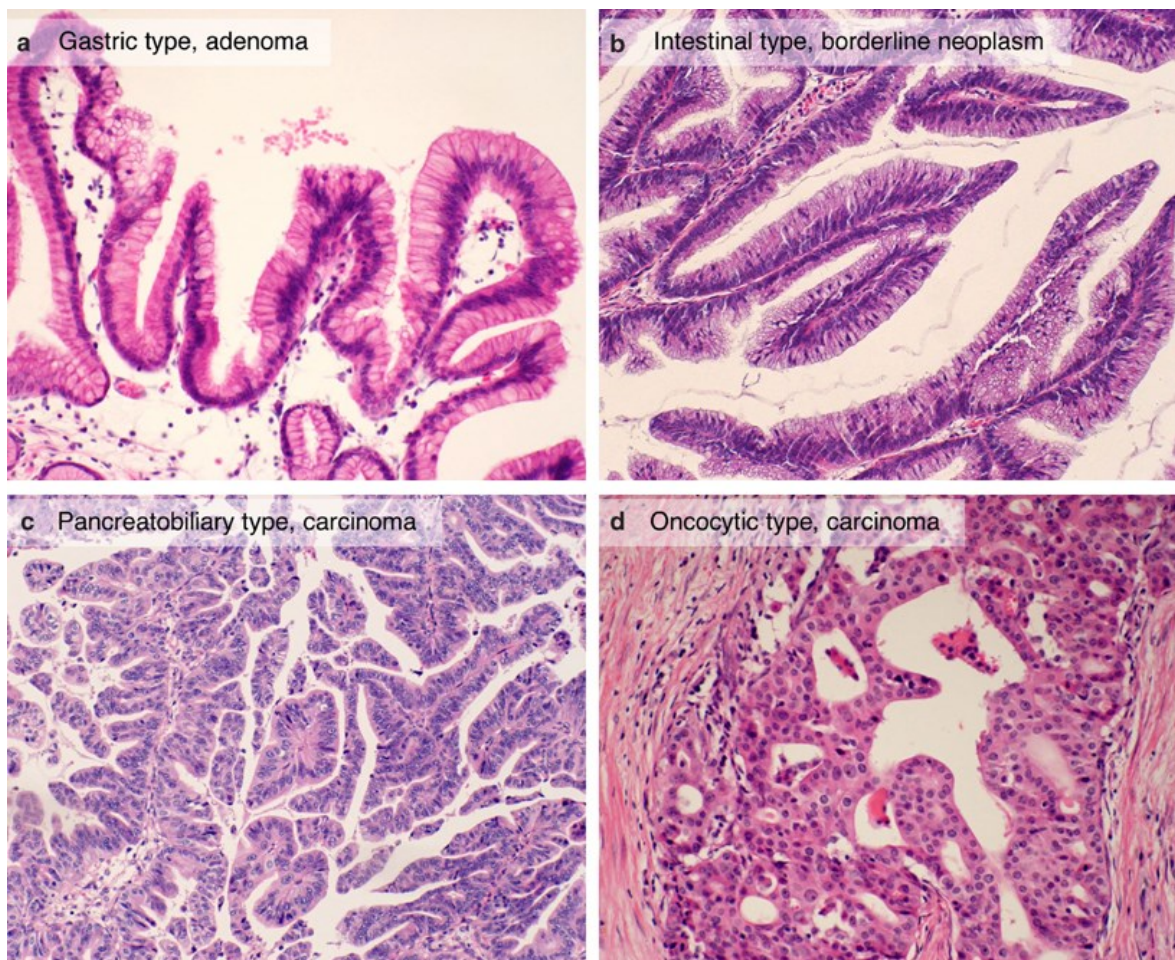 a Gastric type, adenoma
b Intestinal type, borderline neoplasm
c Pancreatobiliary type, carcinoma
d Oncocytic type, carcinoma